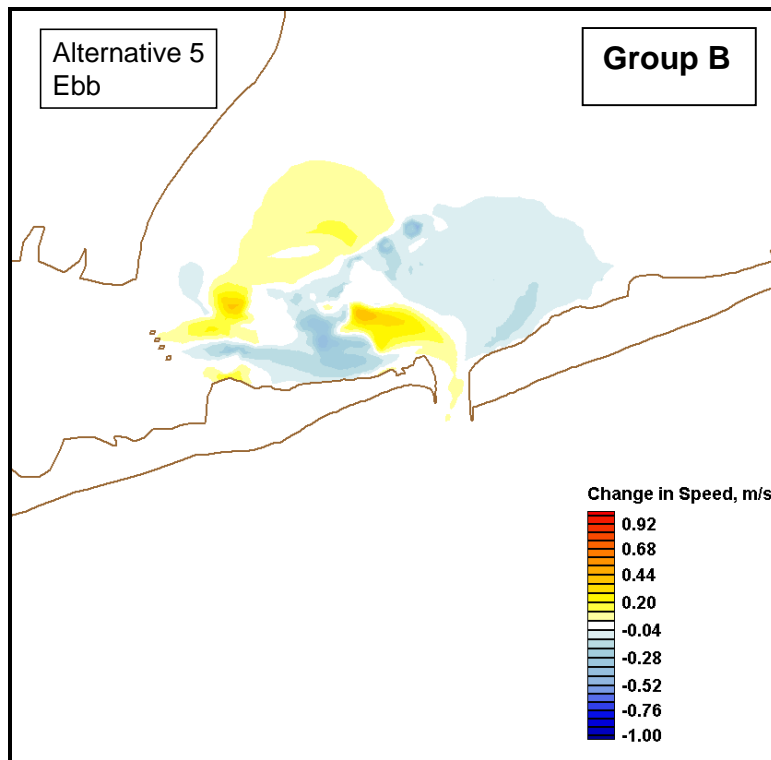 Alternative 5
Ebb
Group B
Change in Speed, m/s
0.92
0.68
0.44
0.20
-0.04
-0.28
-0.52
-0.76
-1.00